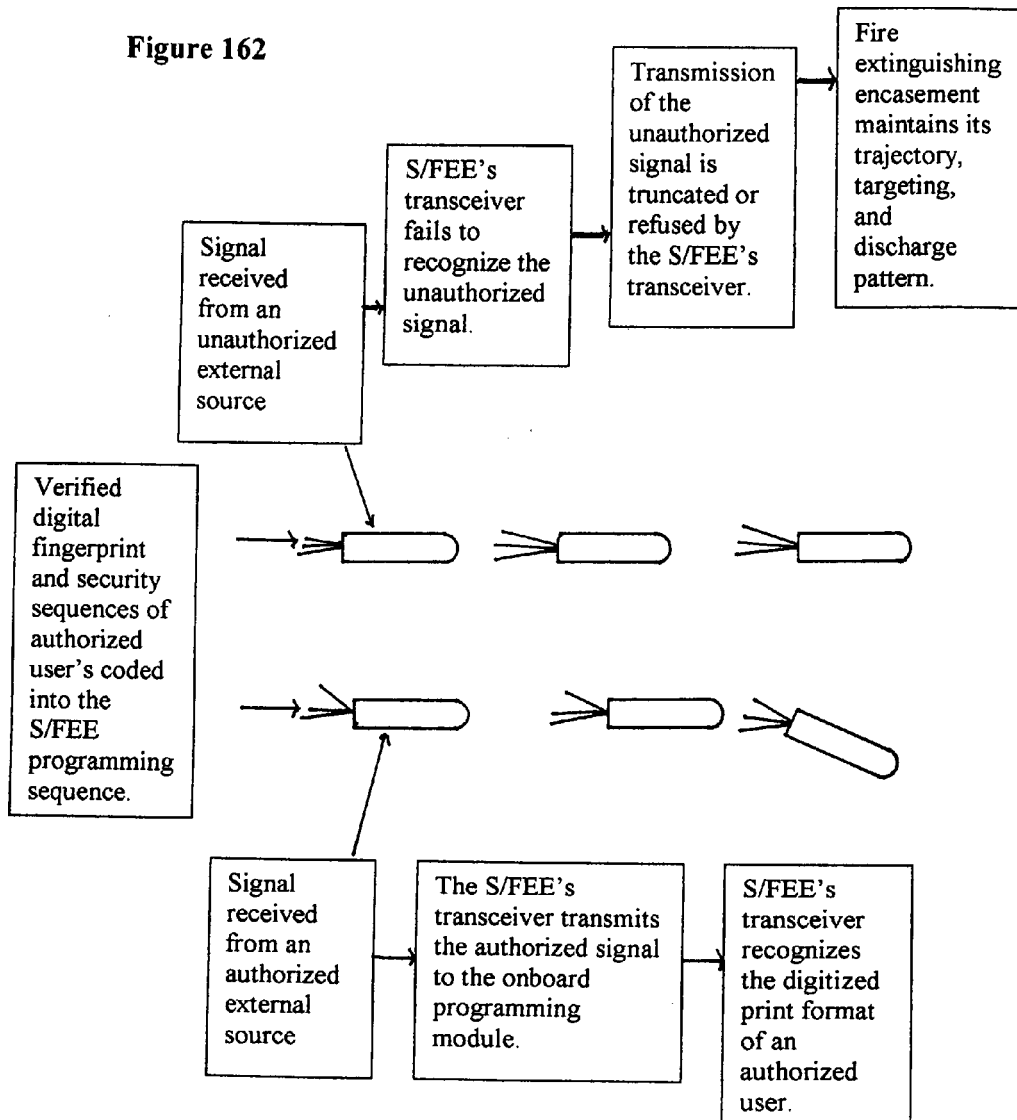 Figure 162
Signal
received
from an
unauthorized
external
source
S/FEE's
transceiver
fails to
recognize the
unauthorized
signal.
Transmission
of the
unauthorized
signal is
truncated or
refused by
the S/FEE's
transceiver.
Fire
extinguishing
encasement
maintains its
trajectory,
targeting,
and
discharge
pattern.
Verified
digital
fingerprint
and security
sequences of
authorized
user's coded
into the
S/FEE
programming
sequence.
Signal
received
from an
authorized
external
source
The S/FEE's
transceiver transmits
the authorized signal
to the onboard
programming
module.
S/FEE's
transceiver
recognizes
the digitized
print format
of an
authorized
user.